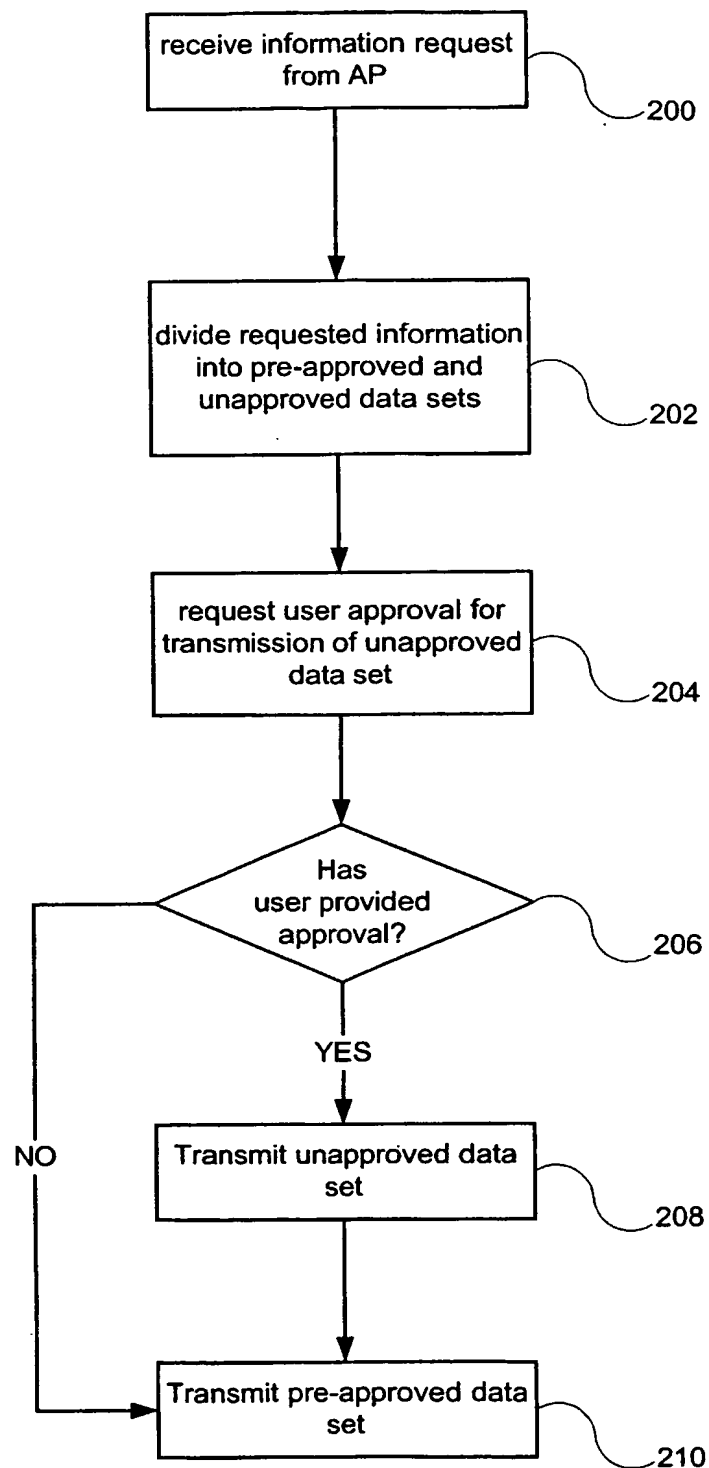 receive information request
from AP
200
divide requested information
into pre-approved and
unapproved data sets
202
request user approval for
transmission of unapproved
data set
204
Has
user provided
approval?
206
YES
NO
Transmit unapproved data
set
208
Transmit pre-approved data
set
210